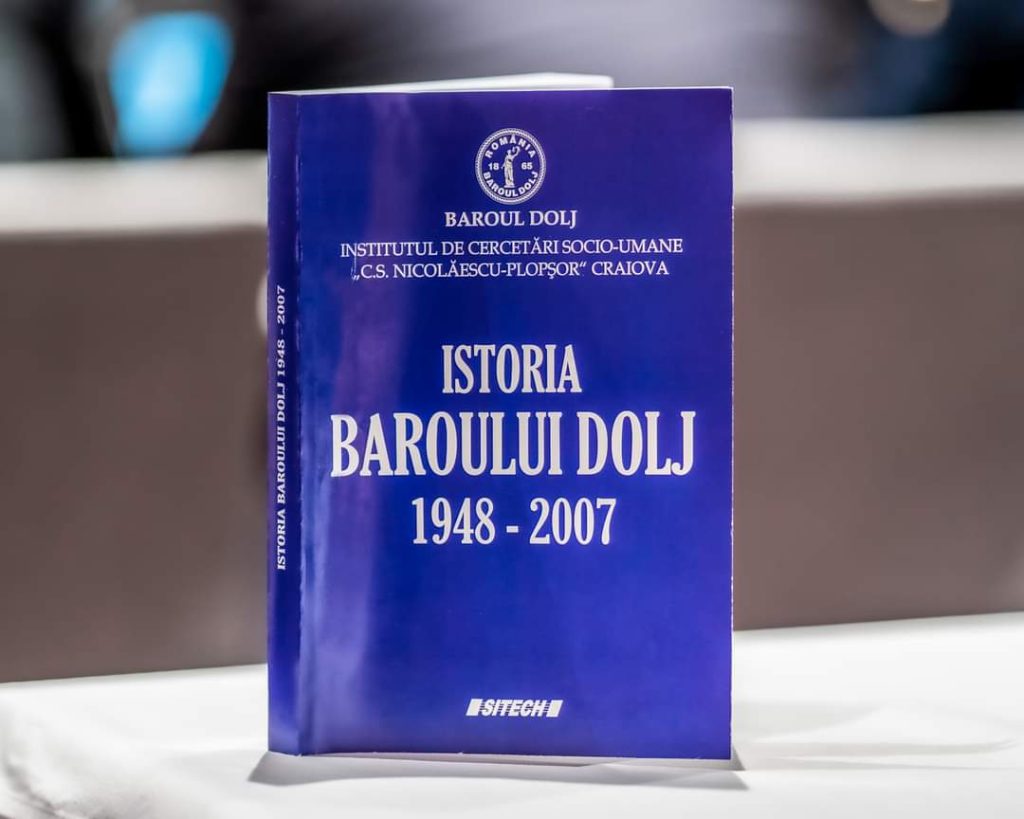 ROMÂNIA
18 65
BAROUL DOLJ
BAROUL DOLJ
INSTITUTUL DE CERCETĂRI SOCIO-UMANE
„C.S. NICOLĂESCU-PLOPŞOR“ CRAIOVA
ISTORIA
BAROULUI DOLJ
1948 - 2007
SITECH
ISTORIA BAROULUI DOLJ 1948 - 2007